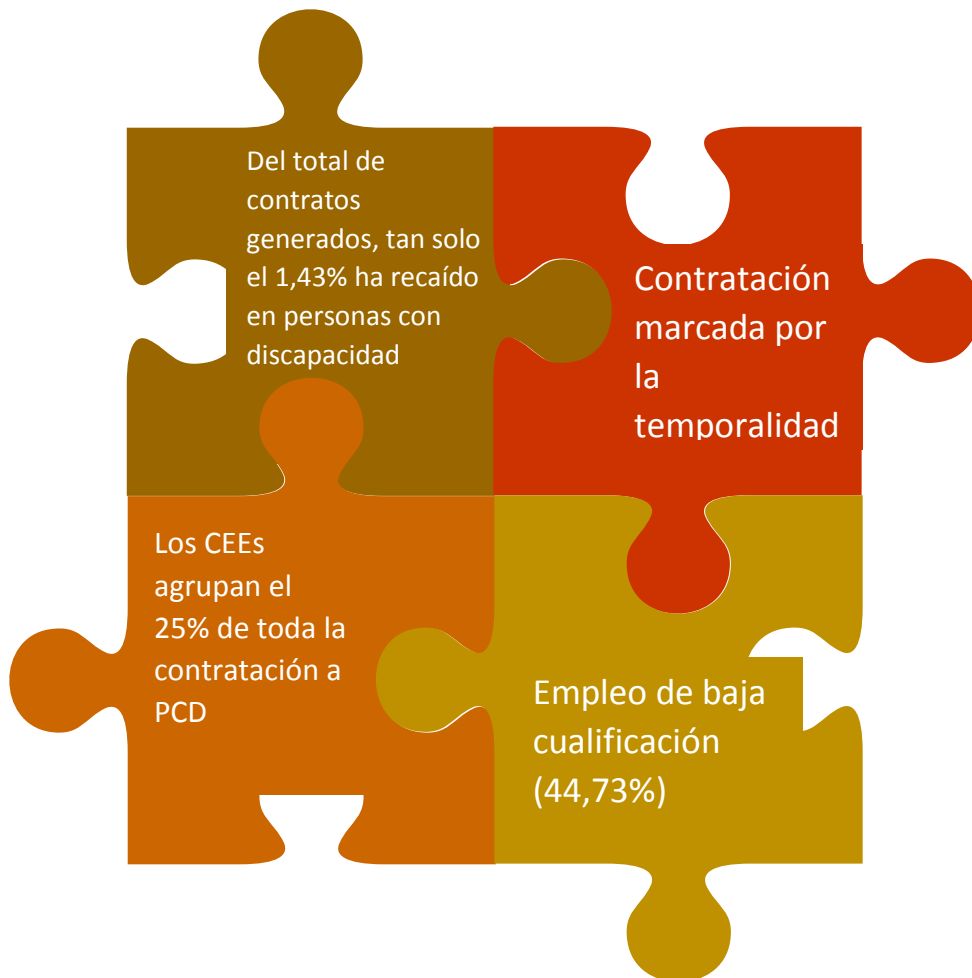 Del total de
contratos
generados, tan solo
el 1,43% ha recaído
en personas con
discapacidad
Contratación
marcada por
la
temporalidad
Los CEEs
agrupan el
25% de toda la
contratación a
PCD
Empleo de baja
cualificación
(44,73%)